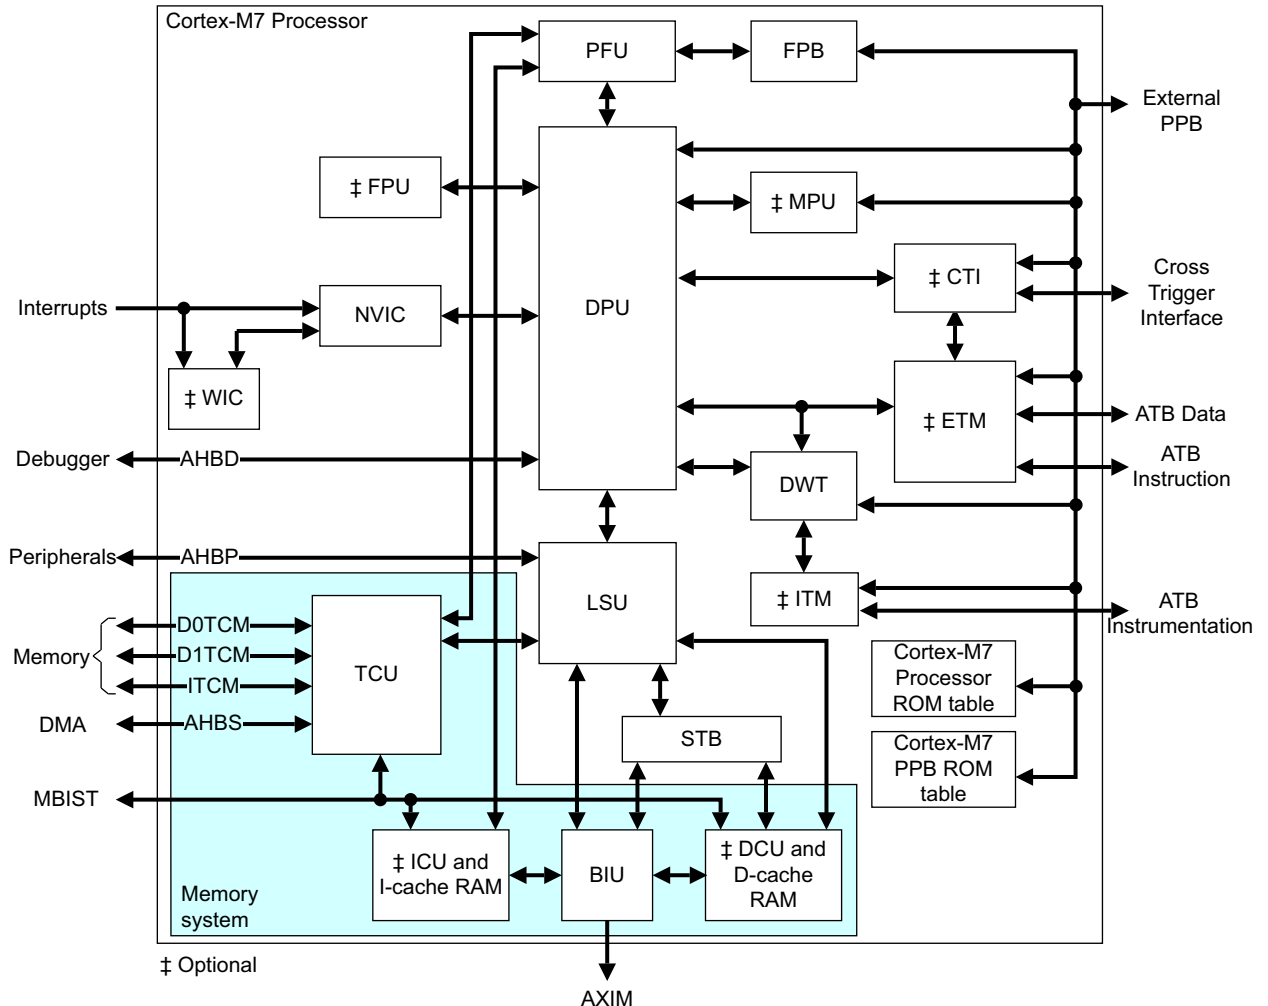 Cortex-M7 Processor
PFU
FPB
External
PPB
‡ FPU
‡ MPU
‡ CTI
Cross
Trigger
Interface
Interrupts
NVIC
DPU
‡ WIC
‡ ETM
ATB Data
ATB
Instruction
Debugger
AHBD
DWT
Peripherals
AHBP
LSU
‡ ITM
ATB
Instrumentation
Memory
D0TCM
D1TCM
ITCM
TCU
Cortex-M7
Processor
ROM table
DMA
AHBS
STB
Cortex-M7
PPB ROM
table
MBIST
‡ ICU and
I-cache RAM
BIU
‡ DCU and
D-cache
RAM
Memory
system
‡ Optional
AXIM